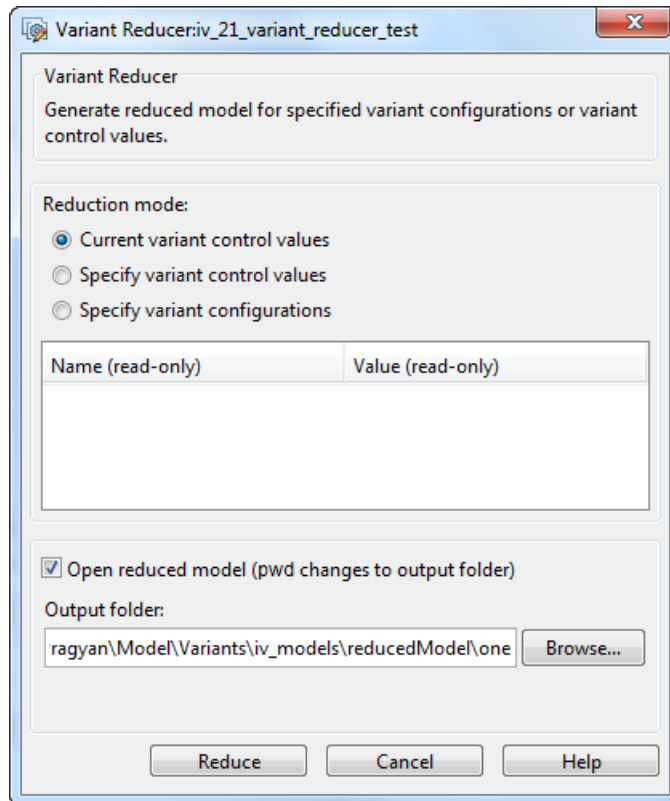 Variant Reducer:iv_21_variant_reducer_test
Variant Reducer
Generate reduced model for specified variant configurations or variant
control values.
Reduction mode:
Current variant control values
Specify variant control values
Specify variant configurations
Name (read-only) Value (read-only)
Open reduced model (pwd changes to output folder)
Output folder:
ragyan\Model\Variants\iv_models\reducedModel\one Browse...
Reduce Cancel Help